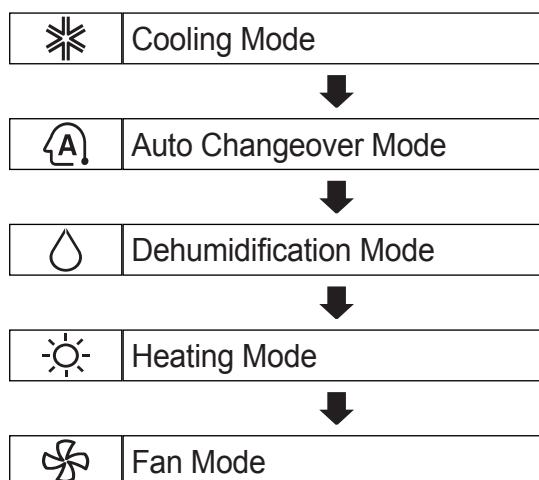 Cooling Mode
A Auto Changeover Mode
Dehumidification Mode
Heating Mode
Fan Mode